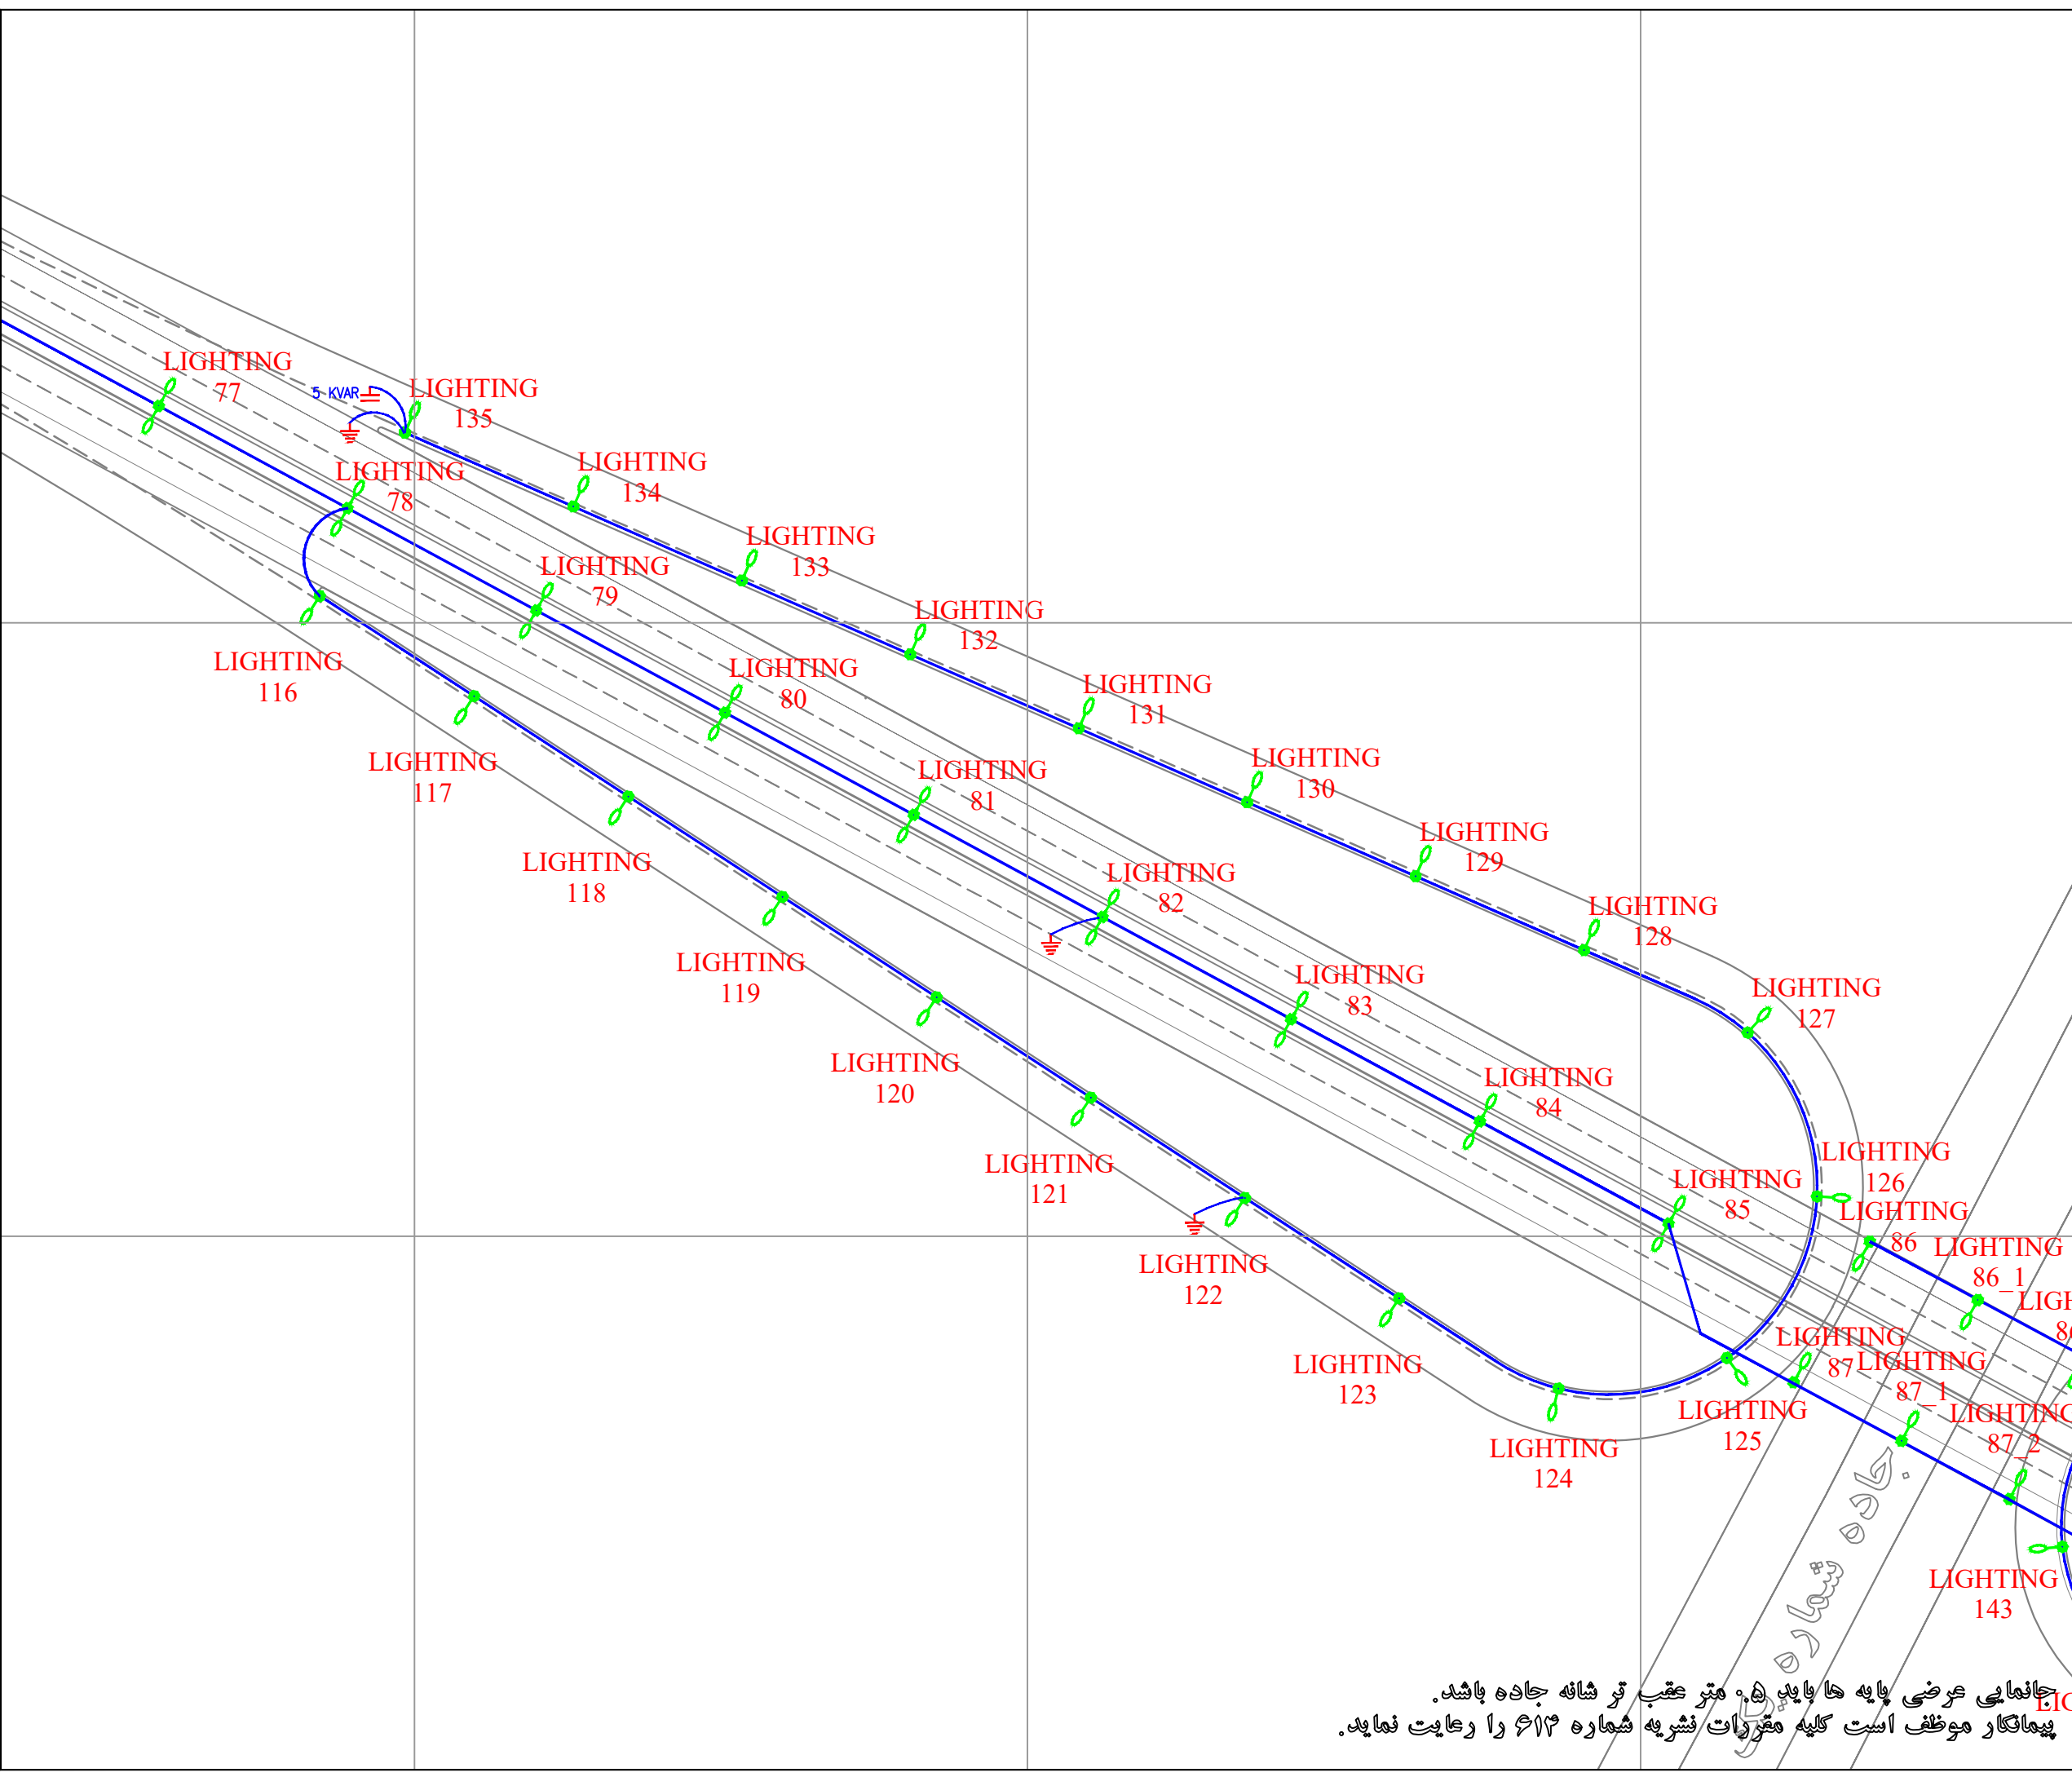 LIGHTING
77
5 KVAR
LIGHTING
135
LIGHTING
134
LIGHTING
78
LIGHTING
133
LIGHTING
79
LIGHTING
132
LIGHTING
116
LIGHTING
80
LIGHTING
131
LIGHTING
117
LIGHTING
81
LIGHTING
130
LIGHTING
118
LIGHTING
82
LIGHTING
129
LIGHTING
119
LIGHTING
83
LIGHTING
128
LIGHTING
127
LIGHTING
120
LIGHTING
84
LIGHTING
121
LIGHTING
85
LIGHTING
126
LIGHTING
86
LIGHTING
86_1
LIGHTING
122
LIGHTING
123
LIGHTING
87
LIGHTING
87_1
LIGHTING
87_2
LIGHTING
124
LIGHTING
125
LIGHTING
143
جاده شماره یک
جانمایی عرضی پایه ها باید ۰.۵ متر عقب تر شانه جاده باشد.
پیمانکار موظف است کلیه مقررات نشریه شماره ۶۱۴ را رعایت نماید.